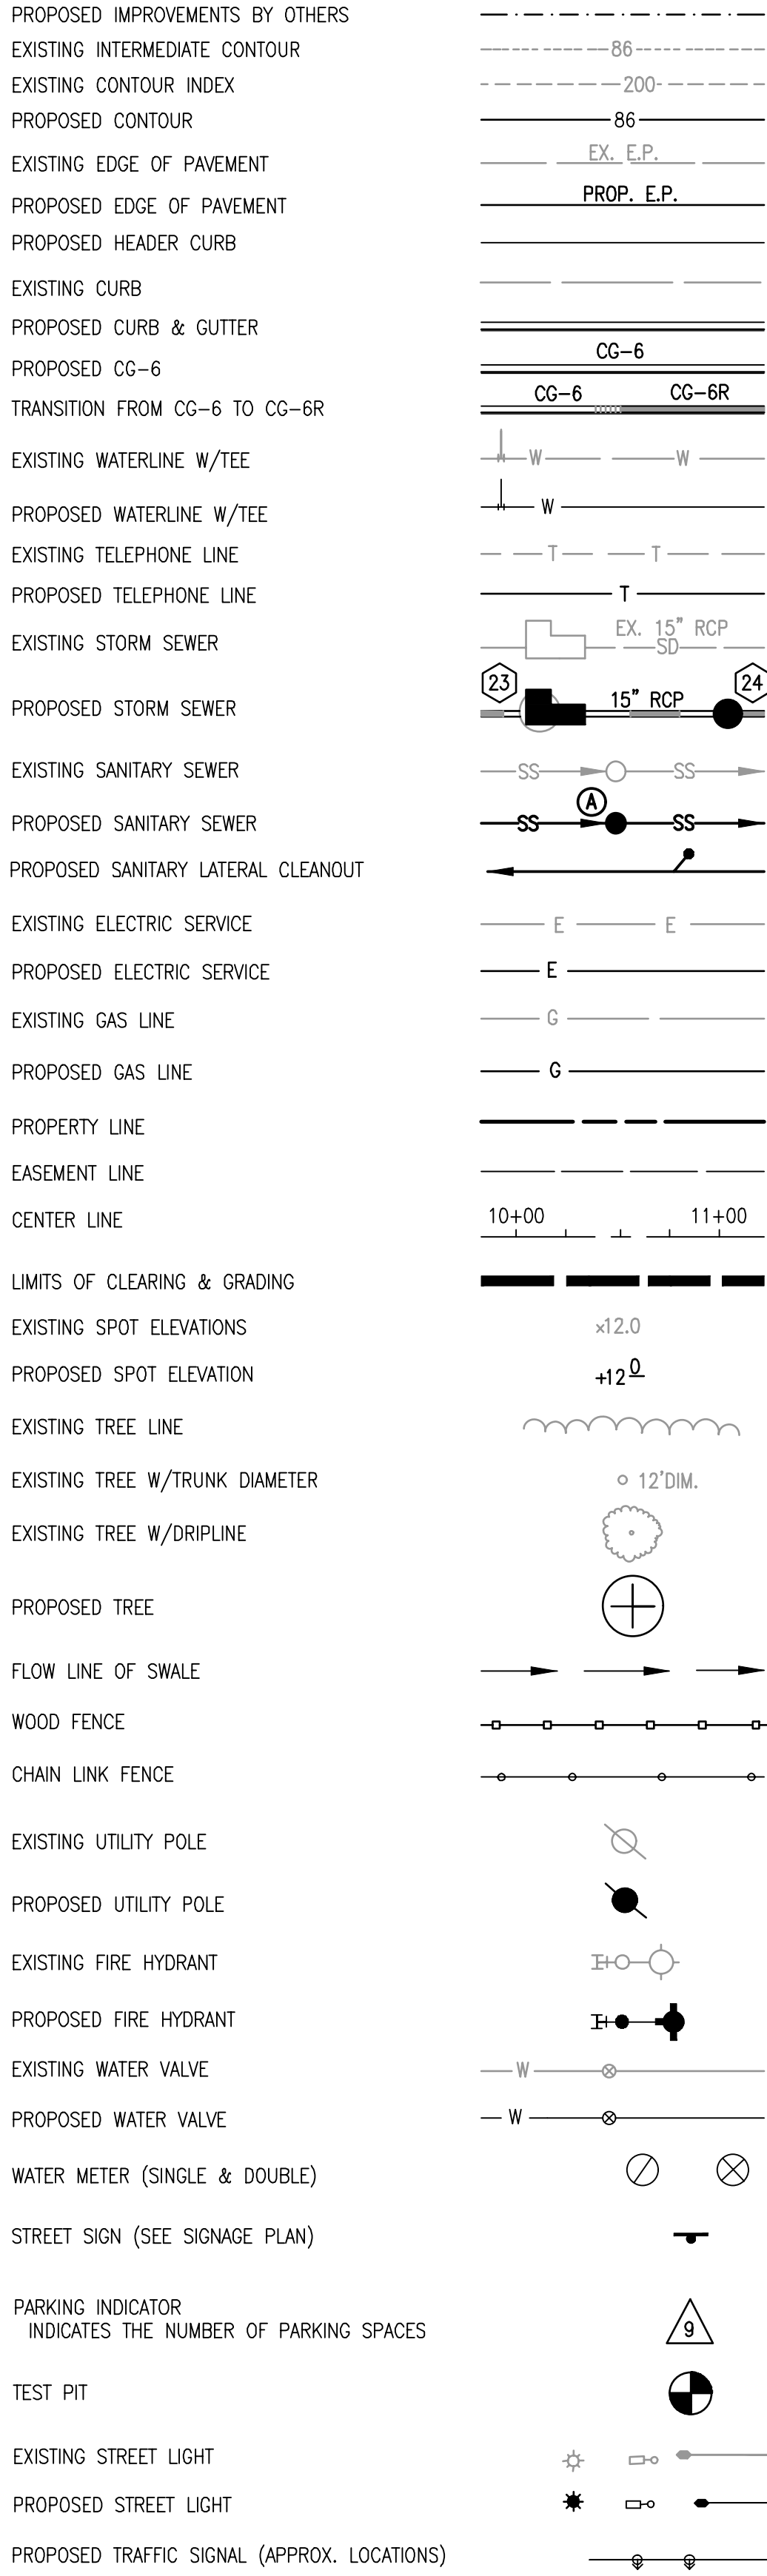 PROPOSED IMPROVEMENTS BY OTHERS
EXISTING INTERMEDIATE CONTOUR 86
EXISTING CONTOUR INDEX 200
PROPOSED CONTOUR 86
EXISTING EDGE OF PAVEMENT EX. E.P.
PROPOSED EDGE OF PAVEMENT PROP. E.P.
PROPOSED HEADER CURB
EXISTING CURB
PROPOSED CURB & GUTTER
PROPOSED CG-6 CG-6
TRANSITION FROM CG-6 TO CG-6R CG-6 CG-6R
EXISTING WATERLINE W/TEE W W
PROPOSED WATERLINE W/TEE W
EXISTING TELEPHONE LINE T T
PROPOSED TELEPHONE LINE T
EXISTING STORM SEWER EX. 15" RCP
SD
PROPOSED STORM SEWER 23 15" RCP 24
EXISTING SANITARY SEWER SS SS
A
PROPOSED SANITARY SEWER SS SS
PROPOSED SANITARY LATERAL CLEANOUT
EXISTING ELECTRIC SERVICE E E
PROPOSED ELECTRIC SERVICE E
EXISTING GAS LINE G
PROPOSED GAS LINE G
PROPERTY LINE
EASEMENT LINE
CENTER LINE 10+00 11+00
LIMITS OF CLEARING & GRADING
EXISTING SPOT ELEVATIONS x12.0
PROPOSED SPOT ELEVATION +12 0
EXISTING TREE LINE
EXISTING TREE W/TRUNK DIAMETER 12'DIM.
EXISTING TREE W/DRIPLINE
PROPOSED TREE
FLOW LINE OF SWALE
WOOD FENCE
CHAIN LINK FENCE
EXISTING UTILITY POLE
PROPOSED UTILITY POLE
EXISTING FIRE HYDRANT
PROPOSED FIRE HYDRANT
EXISTING WATER VALVE W
PROPOSED WATER VALVE W
WATER METER (SINGLE & DOUBLE)
STREET SIGN (SEE SIGNAGE PLAN)
PARKING INDICATOR
INDICATES THE NUMBER OF PARKING SPACES 9
TEST PIT
EXISTING STREET LIGHT
PROPOSED STREET LIGHT
PROPOSED TRAFFIC SIGNAL (APPROX. LOCATIONS)